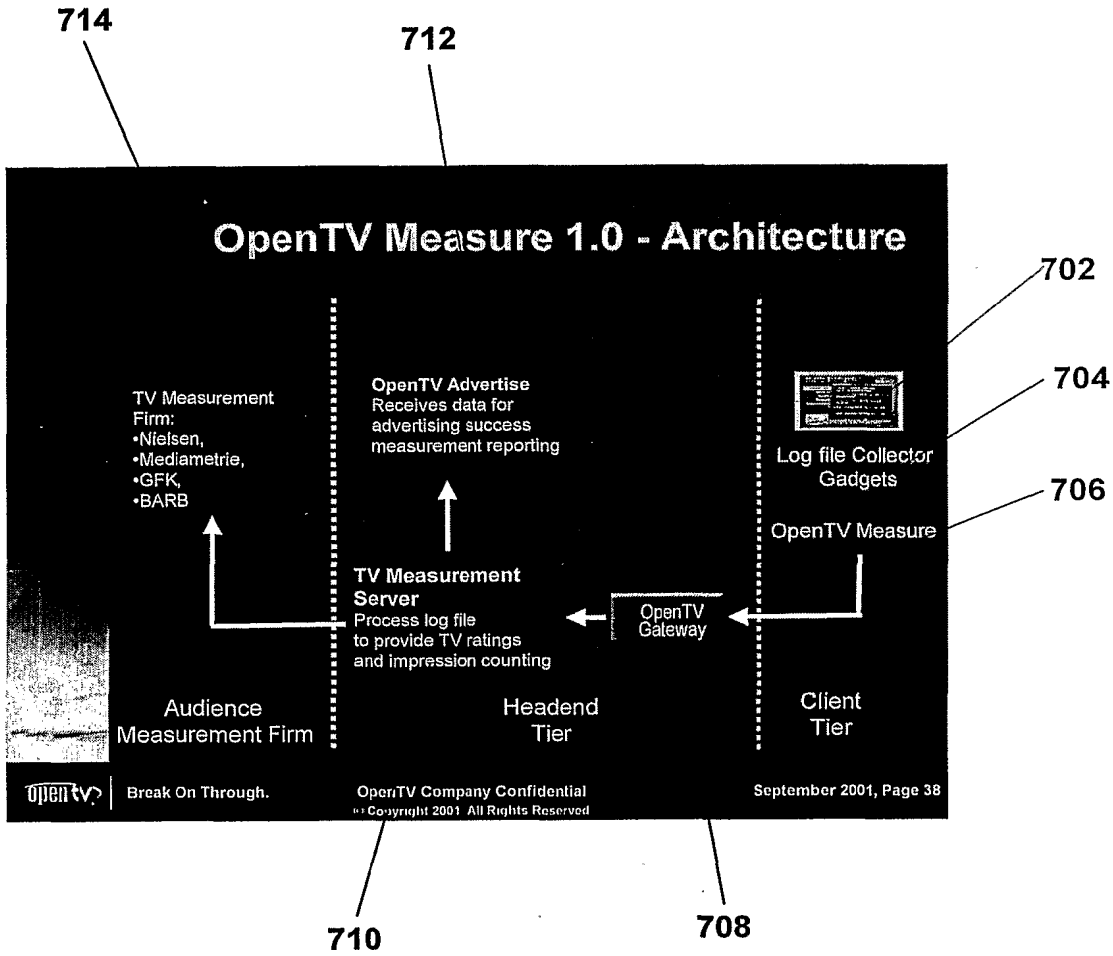 714
712
OpenTV Measure 1.0 - Architecture
702
704
706
TV Measurement
Firm:
•Nielsen,
•Mediametrie,
•GFK,
•BARB
OpenTV Advertise
Receives data for
advertising success
measurement reporting
Log file Collector
Gadgets
OpenTV Measure
TV Measurement
Server
Process log file
to provide TV ratings
and impression counting
OpenTV
Gateway
Audience
Measurement Firm
Headend
Tier
Client
Tier
opentv
Break On Through.
OpenTV Company Confidential
(c) Copyright 2001 All Rights Reserved
September 2001, Page 38
710
708